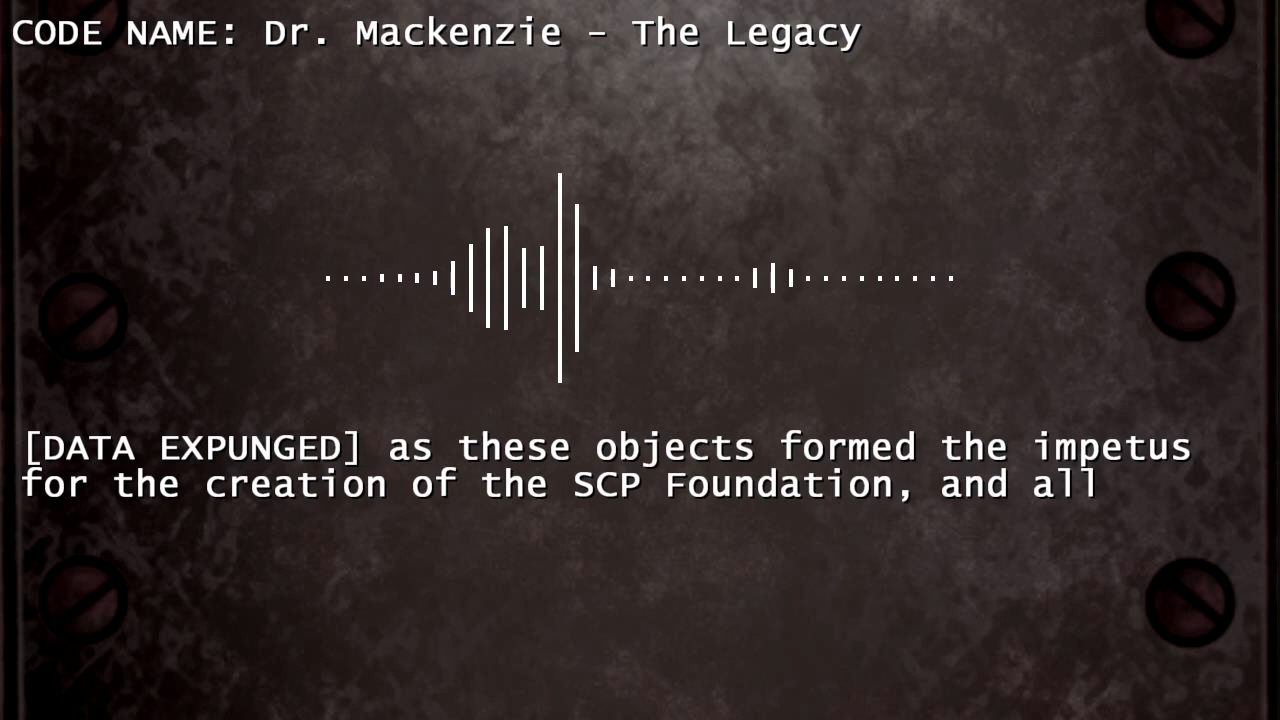 CODE NAME: Dr. Mackenzie - The Legacy
[DATA EXPUNGED] as these objects formed the impetus
for the creation of the SCP Foundation, and all